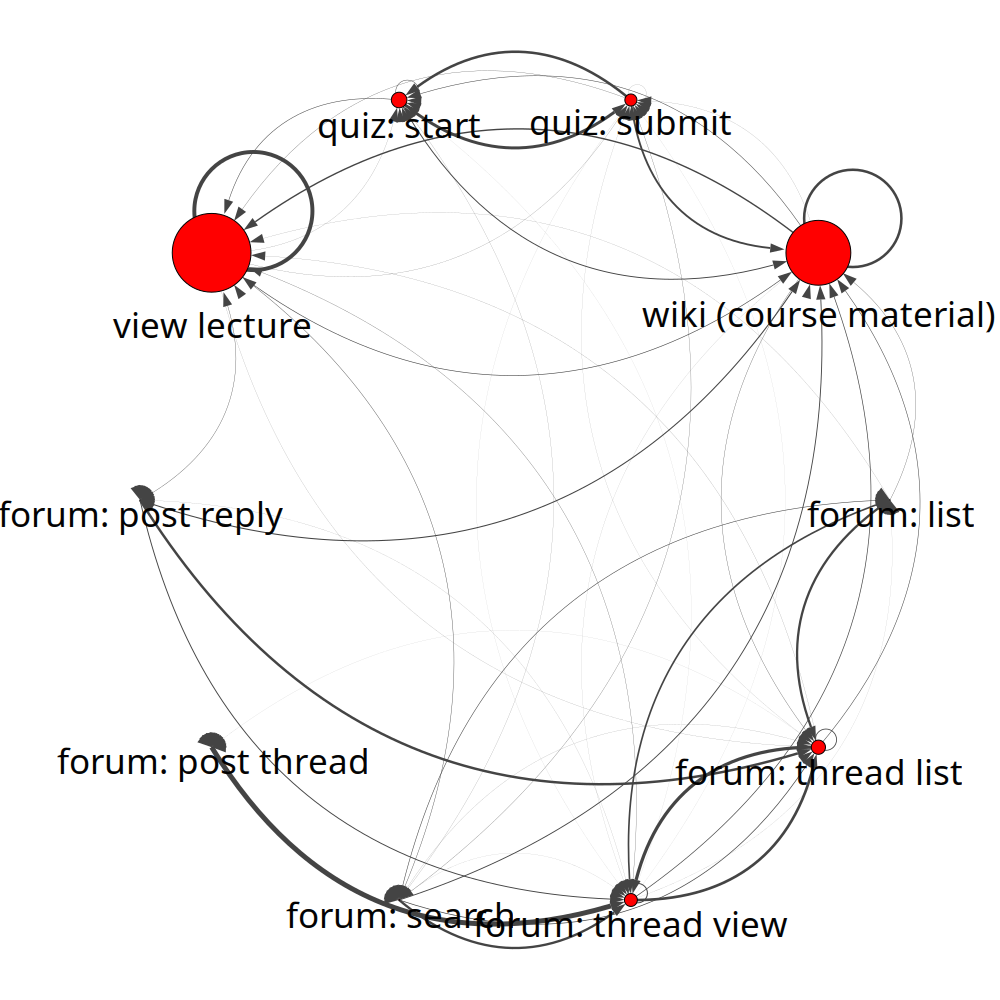 quiz: start
quiz: submit
view lecture
wiki (course material)
forum: post reply
forum: list
forum: post thread
forum: thread list
forum: search
forum: thread view